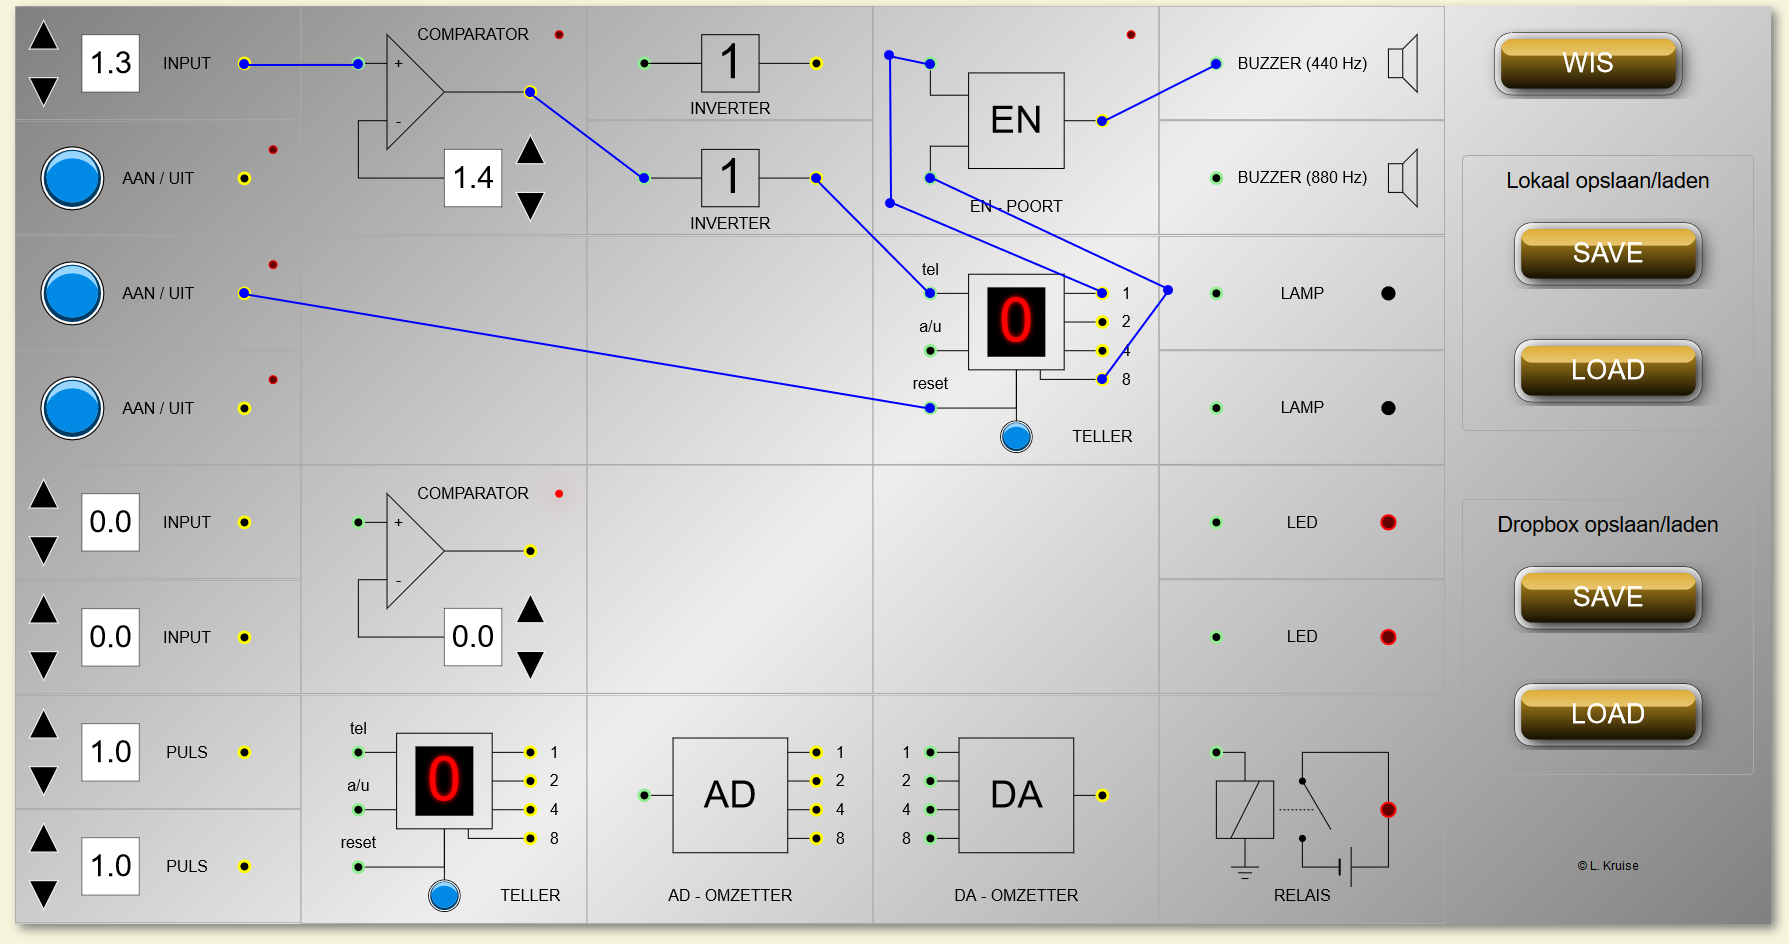 1.3 INPUT
COMPARATOR
+
-
1.4
1
INVERTER
1
INVERTER
EN
EN - POORT
BUZZER (440 Hz)
BUZZER (880 Hz)
WIS
AAN / UIT
AAN / UIT
AAN / UIT
tel
a/u
reset
0
1
2
4
8
TELLER
LAMP
LAMP
Lokaal opslaan/laden
SAVE
LOAD
0.0 INPUT
0.0 INPUT
COMPARATOR
+
-
0.0
LED
LED
Dropbox opslaan/laden
SAVE
LOAD
1.0 PULS
1.0 PULS
tel
a/u
reset
0
1
2
4
8
TELLER
AD
1
2
4
8
AD - OMZETTER
1
2
4
8
DA
DA - OMZETTER
RELAIS
© L. Kruise